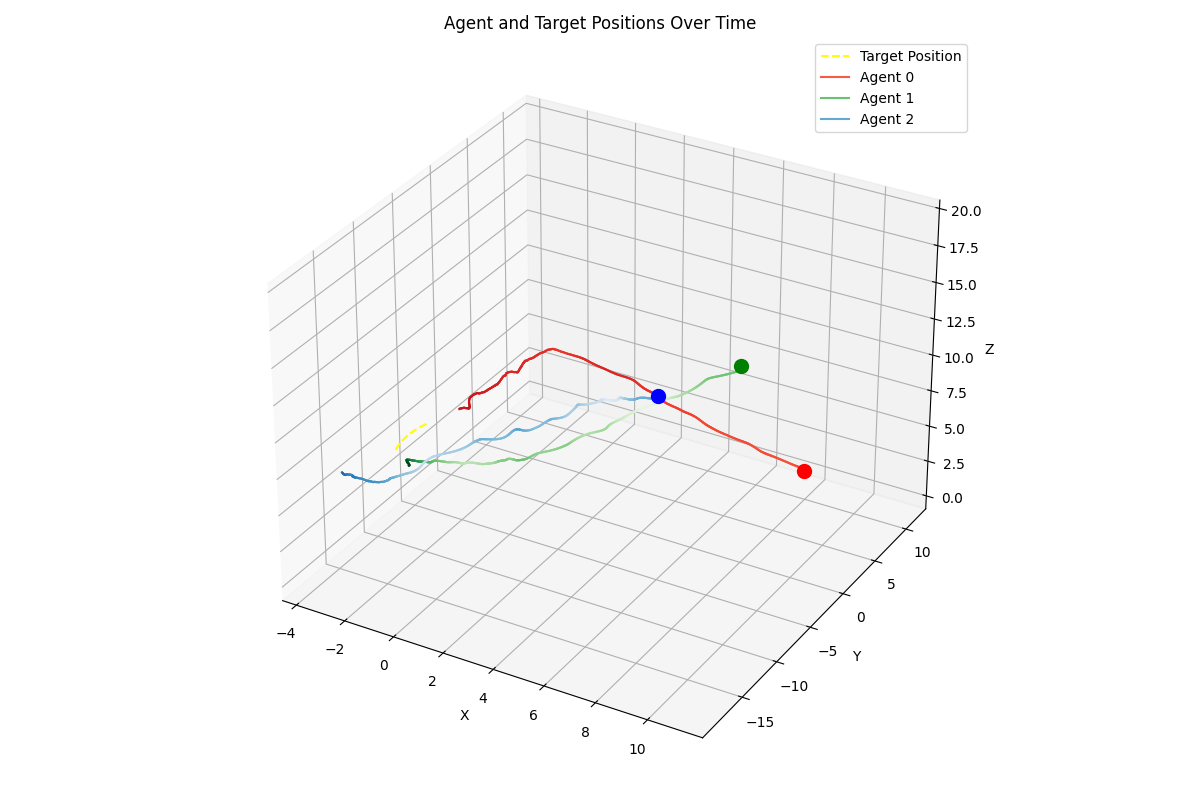 Agent and Target Positions Over Time
Target Position
Agent 0
Agent 1
Agent 2
20.0
17.5
15.0
12.5
10.0
7.5
5.0
2.5
0.0
Z
10
5
0
−5
−10
−15
Y
−4
−2
0
2
4
6
8
10
X